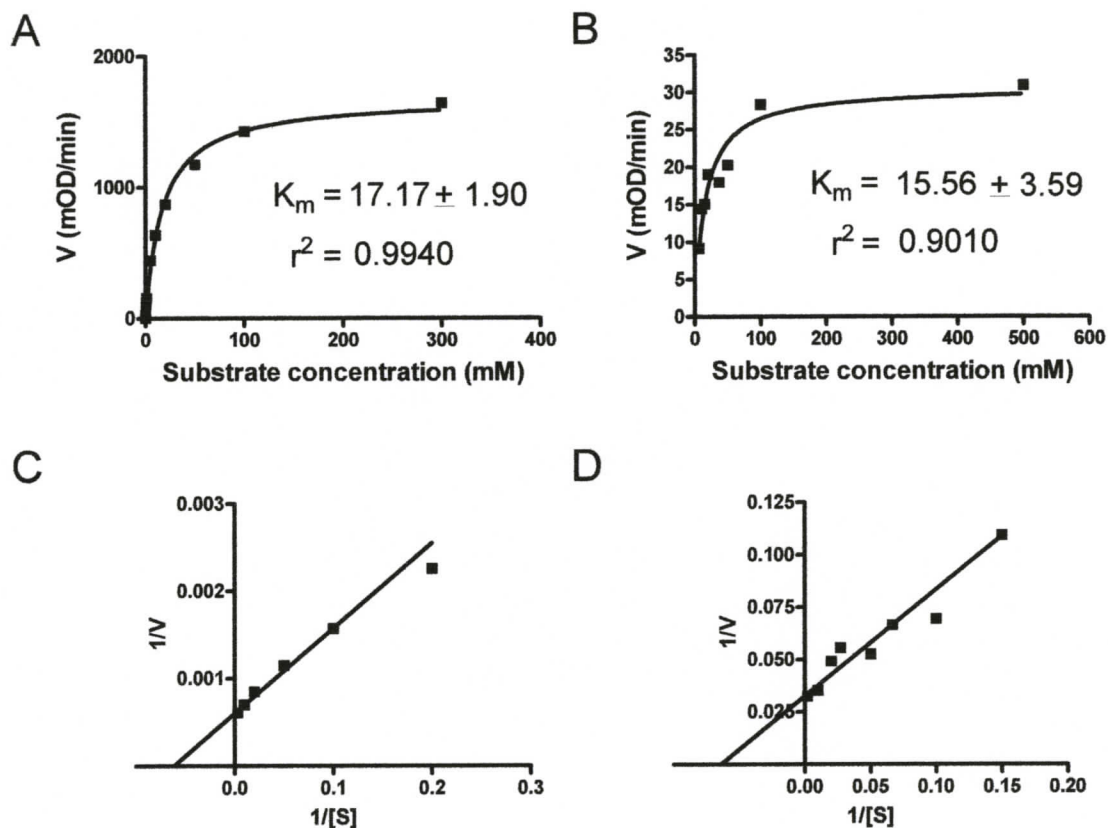 A
V (mOD/min)
2000
1000
0
K_m = 17.17 ± 1.90
r² = 0.9940
0 100 200 300 400
Substrate concentration (mM)
B
V (mOD/min)
35
30
25
20
15
10
5
0
K_m = 15.56 ± 3.59
r² = 0.9010
0 100 200 300 400 500 600
Substrate concentration (mM)
C
1/V
0.003
0.002
0.001
0.0 0.1 0.2 0.3
1/[S]
D
1/V
0.125
0.100
0.075
0.050
0.025
0.00 0.05 0.10 0.15 0.20
1/[S]